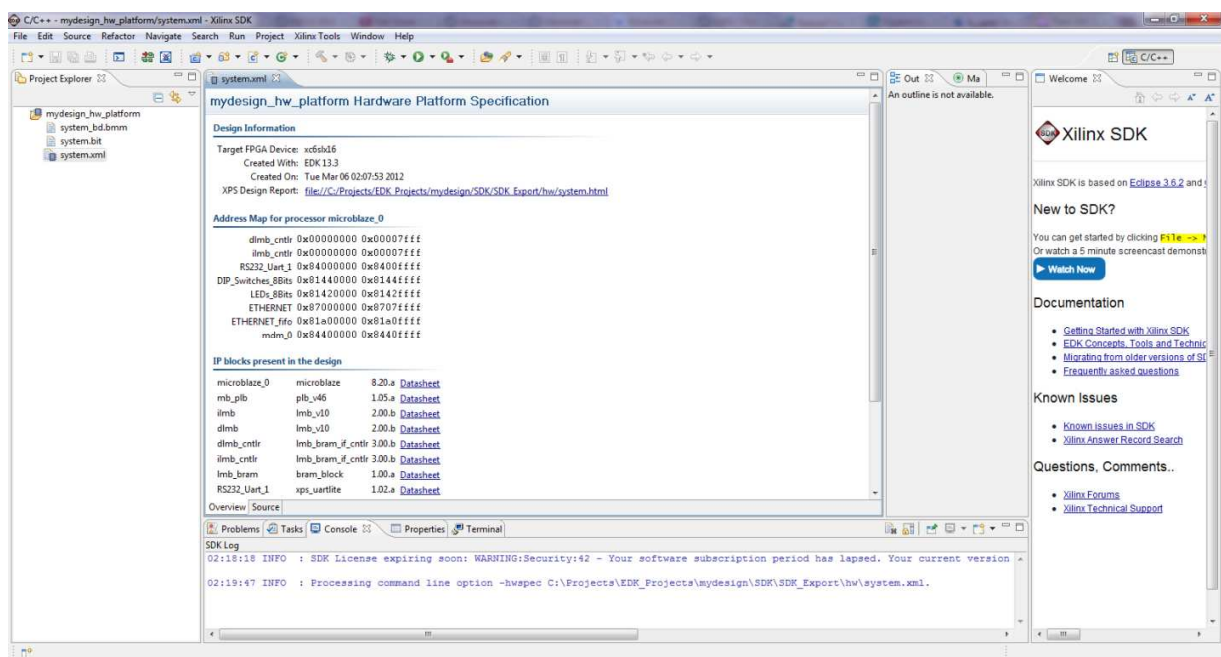 C/C++ - mydesign_hw_platform/system.xml - Xilinx SDK
File Edit Source Refactor Navigate Search Run Project Xilinx Tools Window Help
C/C++
Project Explorer
mydesign_hw_platform
system_bd.bmm
system.bit
system.xml
system.xml
mydesign_hw_platform Hardware Platform Specification
Design Information
Target FPGA Device: xc6slx16
Created With: EDK 13.3
Created On: Tue Mar 06 02:07:53 2012
XPS Design Report: file://C:/Projects/EDK_Projects/mydesign/SDK/SDK_Export/hw/system.html
Address Map for processor microblaze_0
dlmb_cntlr 0x00000000 0x00007fff
ilmb_cntlr 0x00000000 0x00007fff
RS232_Uart_1 0x84000000 0x8400ffff
DIP_Switches_8Bits 0x81440000 0x8144ffff
LEDs_8Bits 0x81420000 0x8142ffff
ETHERNET 0x87000000 0x8707ffff
ETHERNET_fifo 0x81a00000 0x81a0ffff
mdm_0 0x84400000 0x8440ffff
IP blocks present in the design
microblaze_0 microblaze 8.20.a Datasheet
mb_plb plb_v46 1.05.a Datasheet
ilmb lmb_v10 2.00.b Datasheet
dlmb lmb_v10 2.00.b Datasheet
dlmb_cntlr lmb_bram_if_cntlr 3.00.b Datasheet
ilmb_cntlr lmb_bram_if_cntlr 3.00.b Datasheet
lmb_bram bram_block 1.00.a Datasheet
RS232_Uart_1 xps_uartlite 1.02.a Datasheet
Overview Source
Out Ma
An outline is not available.
Welcome
SDK Xilinx SDK
Xilinx SDK is based on Eclipse 3.6.2 and
New to SDK?
You can get started by clicking File ->
Or watch a 5 minute screencast demonst
Watch Now
Documentation
Getting Started with Xilinx SDK
EDK Concepts, Tools and Technic
Migrating from older versions of
Frequently asked questions
Known Issues
Known issues in SDK
Xilinx Answer Record Search
Questions, Comments..
Xilinx Forums
Xilinx Technical Support
Problems Tasks Console Properties Terminal
SDK Log
02:18:18 INFO : SDK License expiring soon: WARNING:Security:42 - Your software subscription period has lapsed. Your current version
02:19:47 INFO : Processing command line option -hwspec C:\Projects\EDK_Projects\mydesign\SDK\SDK_Export\hw\system.xml.